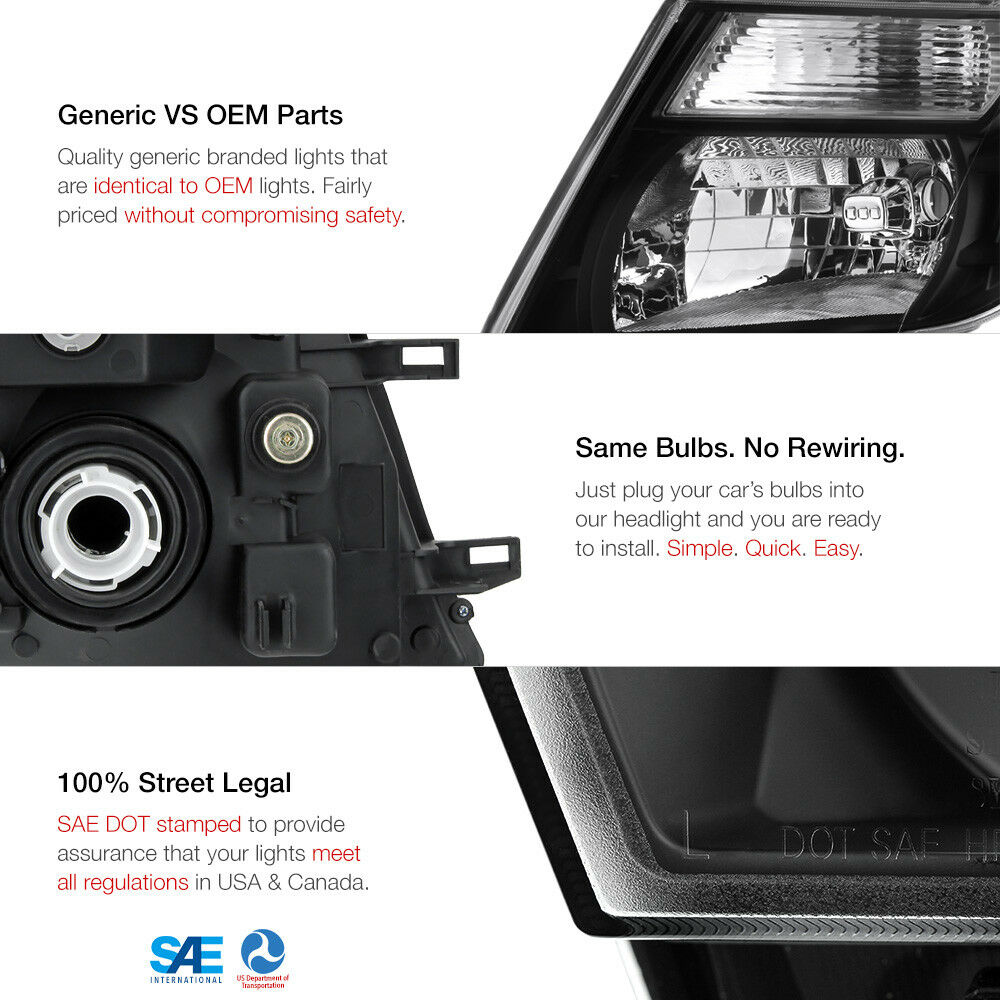 Generic VS OEM Parts
Quality generic branded lights that
are identical to OEM lights. Fairly
priced without compromising safety.
Same Bulbs. No Rewiring.
Just plug your car's bulbs into
our headlight and you are ready
to install. Simple. Quick. Easy.
100% Street Legal
SAE DOT stamped to provide
assurance that your lights meet
all regulations in USA & Canada.
L DOT SAE
SAE
INTERNATIONAL
US Department of
Transportation